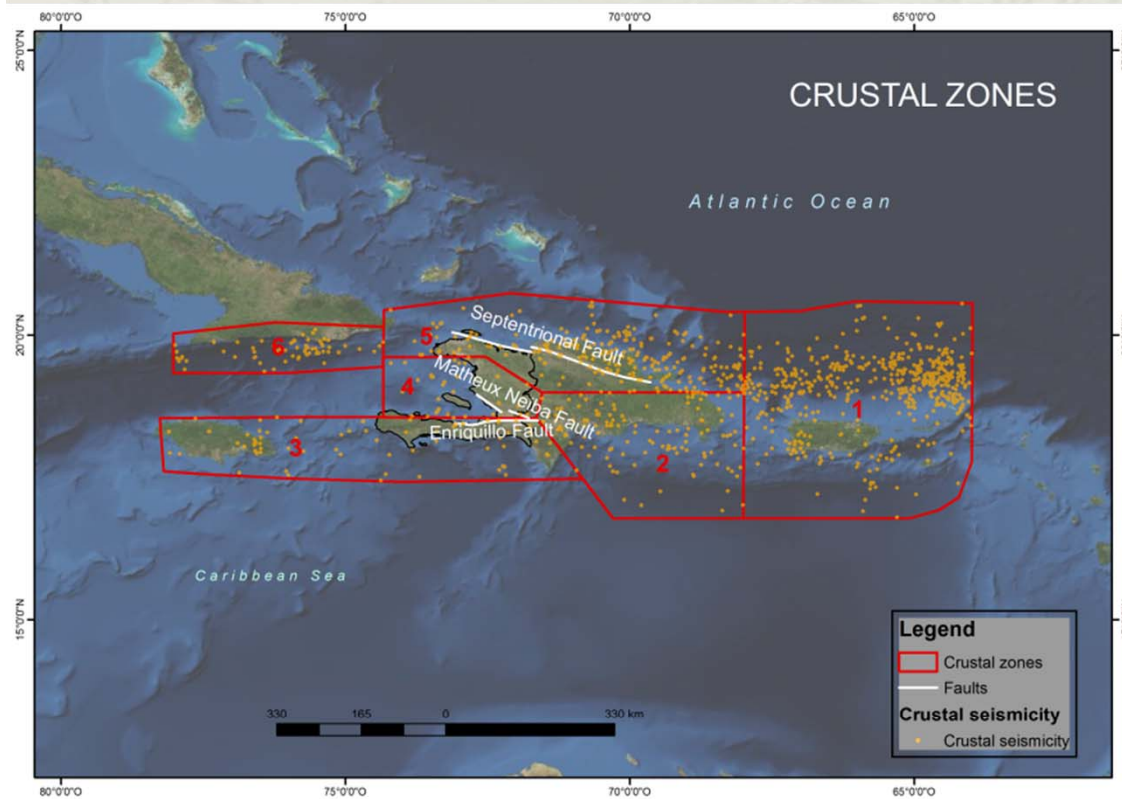 80°0'0"O 75°0'0"O 70°0'0"O 65°0'0"O
25°0'0"N
CRUSTAL ZONES
Atlantic Ocean
20°0'0"N
Septentrional Fault
5
6
Matheux Neiba Fault
4
1
Enriquillo Fault
3
2
Caribbean Sea
15°0'0"N
Legend
Crustal zones
Faults
Crustal seismicity
Crustal seismicity
330 165 0 330 km
80°0'0"O 75°0'0"O 70°0'0"O 65°0'0"O